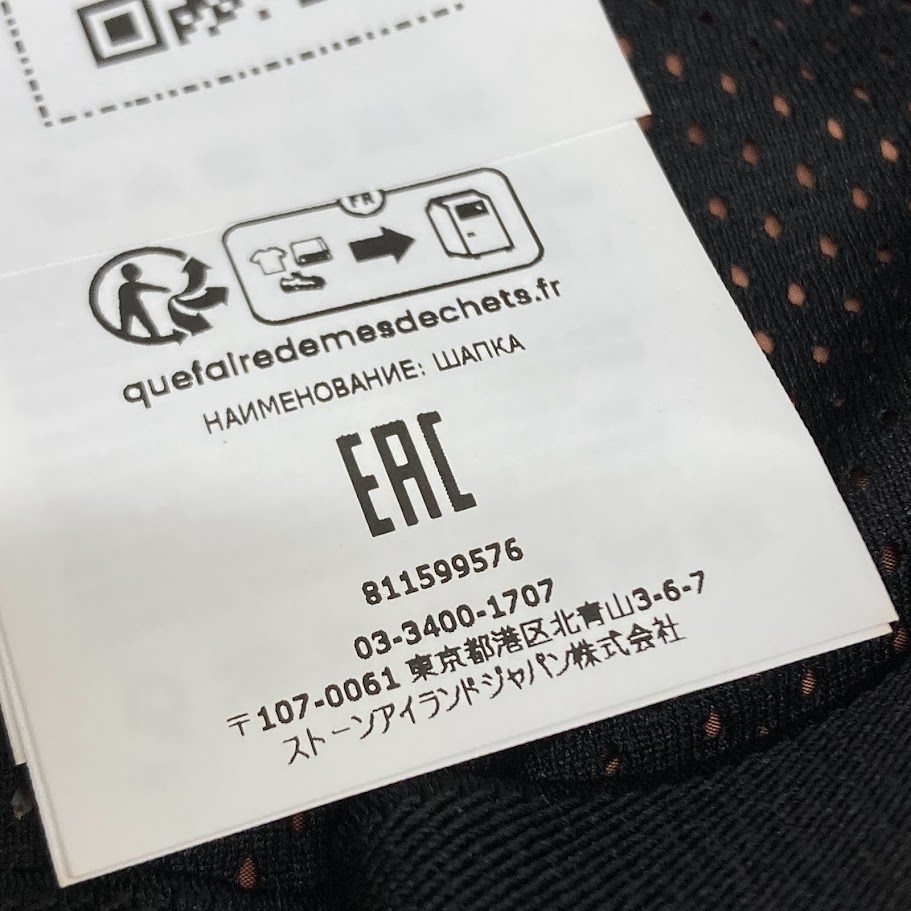 FR
quefairedemesdechets.fr
НАИМЕНОВАНИЕ: ШАПКА
EAC
811599576
03-3400-1707
〒107-0061 東京都港区北青山3-6-7
ストーンアイランドジャパン株式会社